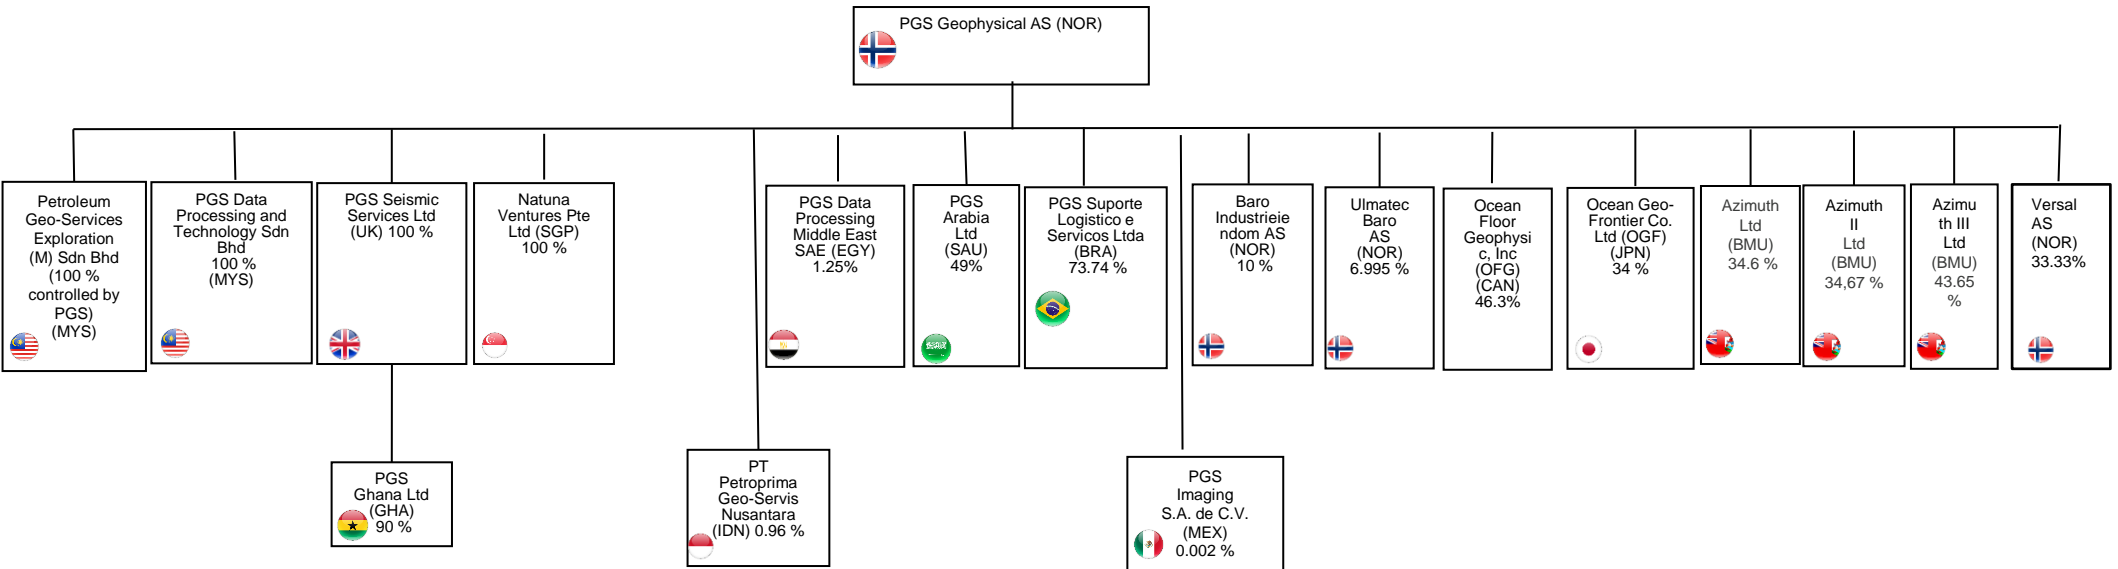 PGS Geophysical AS (NOR)
Petroleum
Geo-Services
Exploration
(M) Sdn Bhd
(100 %
controlled by
PGS)
(MYS)
PGS Data
Processing and
Technology Sdn
Bhd
100 %
(MYS)
PGS Seismic
Services Ltd
(UK) 100 %
Natuna
Ventures Pte
Ltd (SGP)
100 %
PGS Data
Processing
Middle East
SAE (EGY)
1.25%
PGS
Arabia
Ltd
(SAU)
49%
PGS Suporte
Logistico e
Servicos Ltda
(BRA)
73.74 %
Baro
Industrieie
ndom AS
(NOR)
10 %
Ulmatec
Baro
AS
(NOR)
6.995 %
Ocean
Floor
Geophysi
c, Inc
(OFG)
(CAN)
46.3%
Ocean Geo-
Frontier Co.
Ltd (OGF)
(JPN)
34 %
Azimuth
Ltd
(BMU)
34.6 %
Azimuth
II
Ltd
(BMU)
34,67 %
Azimu
th III
Ltd
(BMU)
43.65
%
Versal
AS
(NOR)
33.33%
PGS
Ghana Ltd
(GHA)
90 %
PT
Petroprima
Geo-Servis
Nusantara
(IDN) 0.96 %
PGS
Imaging
S.A. de C.V.
(MEX)
0.002 %